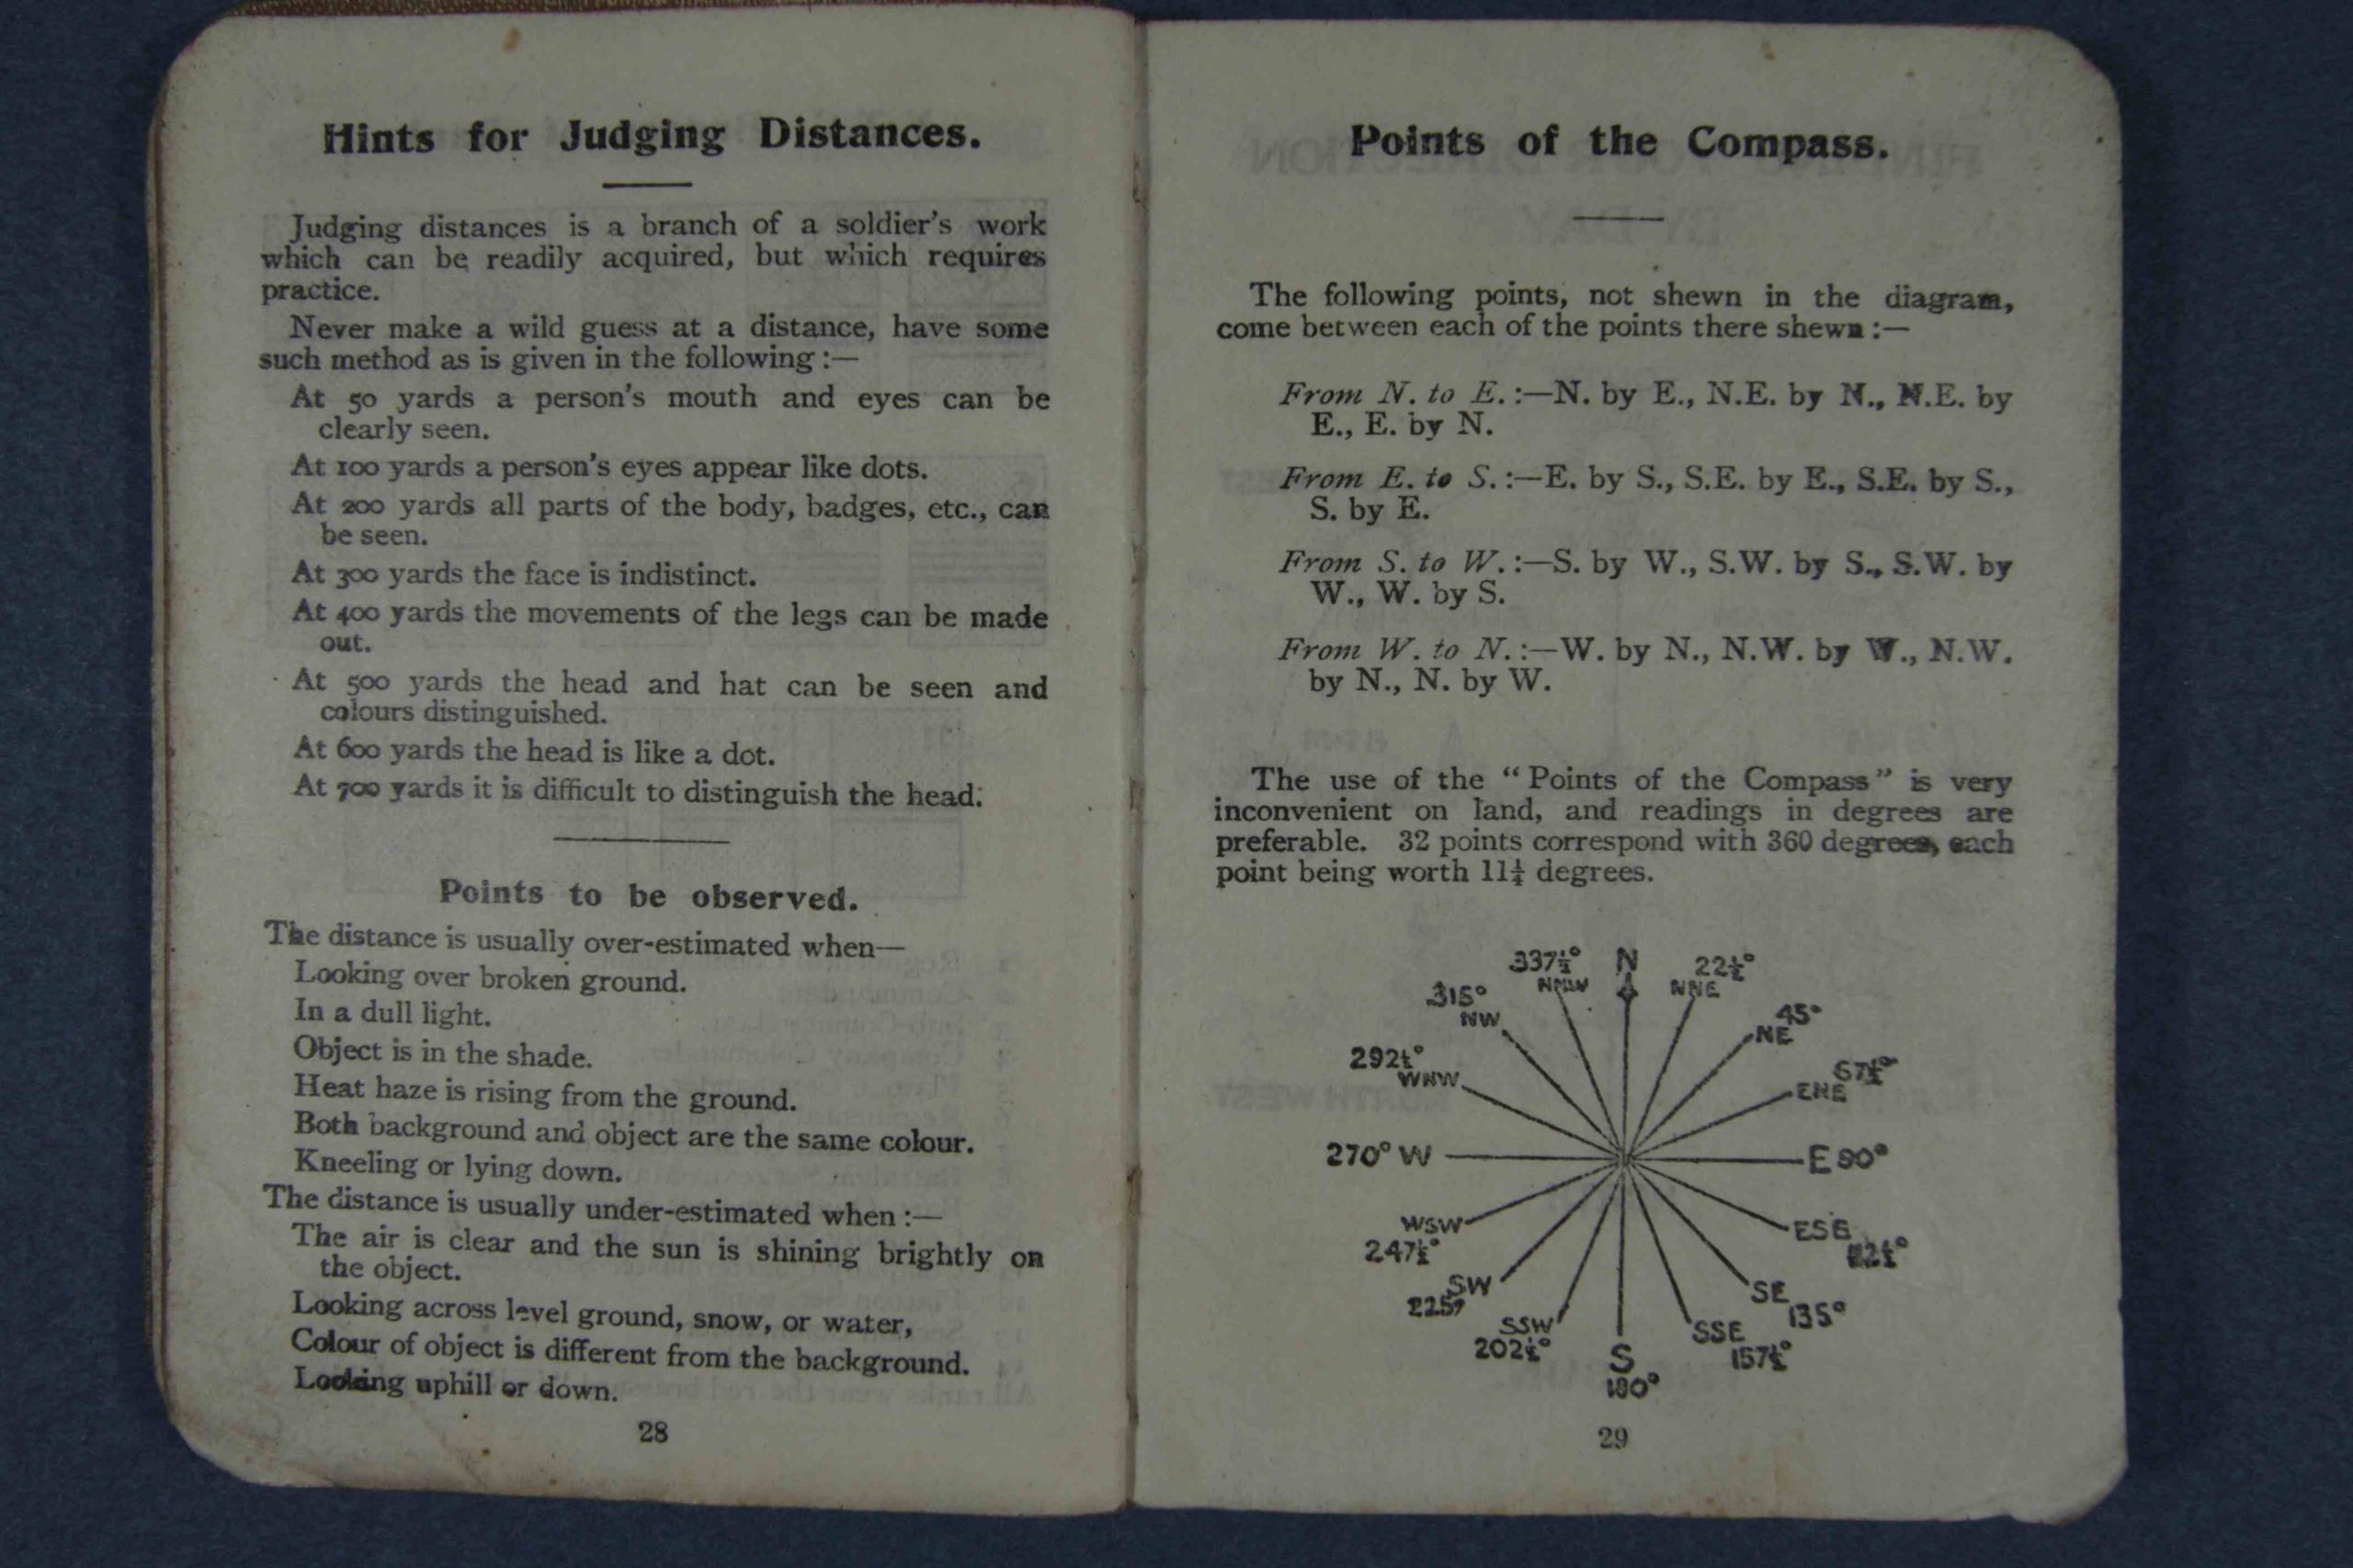 Hints for Judging Distances.
Judging distances is a branch of a soldier's work
which can be readily acquired, but which requires
practice.
Never make a wild guess at a distance, have some
such method as is given in the following :—
At 50 yards a person's mouth and eyes can be
clearly seen.
At 100 yards a person's eyes appear like dots.
At 200 yards all parts of the body, badges, etc., can
be seen.
At 300 yards the face is indistinct.
At 400 yards the movements of the legs can be made
out.
At 500 yards the head and hat can be seen and
colours distinguished.
At 600 yards the head is like a dot.
At 700 yards it is difficult to distinguish the head.
Points to be observed.
The distance is usually over-estimated when—
Looking over broken ground.
In a dull light.
Object is in the shade.
Heat haze is rising from the ground.
Both background and object are the same colour.
Kneeling or lying down.
The distance is usually under-estimated when :—
The air is clear and the sun is shining brightly on
the object.
Looking across level ground, snow, or water,
Colour of object is different from the background.
Looking uphill or down.
28
Points of the Compass.
The following points, not shewn in the diagram,
come between each of the points there shewn :—
From N. to E. :—N. by E., N.E. by N., N.E. by
E., E. by N.
From E. to S. :—E. by S., S.E. by E., S.E. by S.,
S. by E.
From S. to W. :—S. by W., S.W. by S., S.W. by
W., W. by S.
From W. to N. :—W. by N., N.W. by W., N.W.
by N., N. by W.
The use of the “Points of the Compass” is very
inconvenient on land, and readings in degrees are
preferable. 32 points correspond with 360 degrees, each
point being worth 11¼ degrees.
N
22½°
NNE
45°
NE
67½°
ENE
E 90°
ESE
112½°
SE
135°
SSE
157½°
S
180°
SSW
202½°
SW
225°
WSW
247½°
270° W
292½°
WNW
315°
NW
337½°
NNW
29